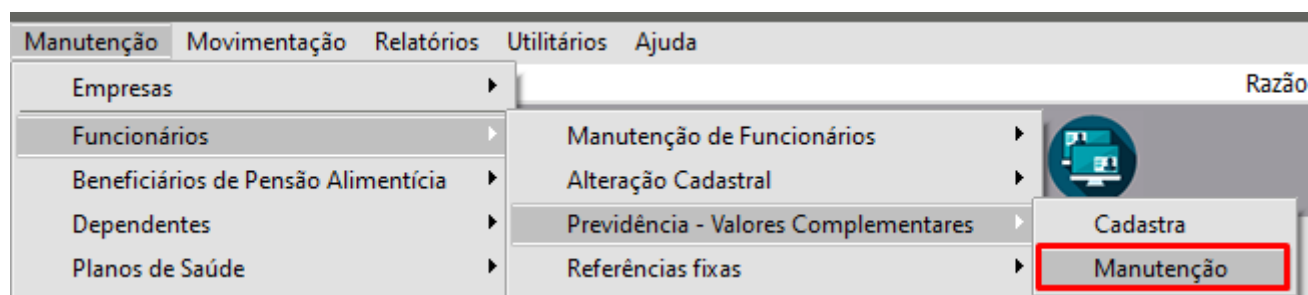 Manutenção Movimentação Relatórios Utilitários Ajuda
Empresas
Razão
Funcionários
Manutenção de Funcionários
Beneficiários de Pensão Alimentícia
Alteração Cadastral
Dependentes
Previdência - Valores Complementares
Cadastra
Planos de Saúde
Referências fixas
Manutenção